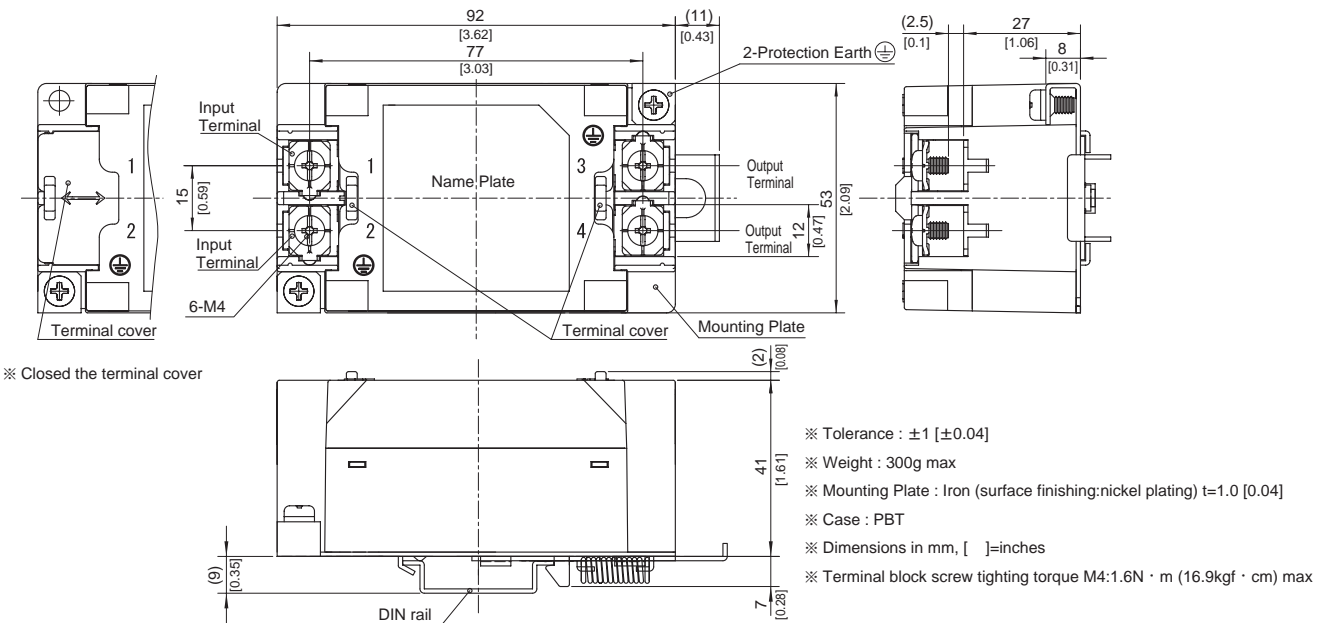 92
[3.62]
(11)
[0.43]
77
[3.03]
2-Protection Earth
(2.5)
[0.1]
27
[1.06]
8
[0.31]
Input
Terminal
1
2
15
[0.59]
Input
Terminal
6-M4
1
2
Name Plate
3
4
Output
Terminal
Output
Terminal
12
[0.47]
53
[2.09]
Terminal cover
Terminal cover
Mounting Plate
※ Closed the terminal cover
(2)
[0.08]
41
[1.61]
(9)
[0.35]
7
[0.28]
DIN rail
※ Tolerance : ±1 [±0.04]
※ Weight : 300g max
※ Mounting Plate : Iron (surface finishing:nickel plating) t=1.0 [0.04]
※ Case : PBT
※ Dimensions in mm, [ ]=inches
※ Terminal block screw tighting torque M4:1.6N · m (16.9kgf · cm) max